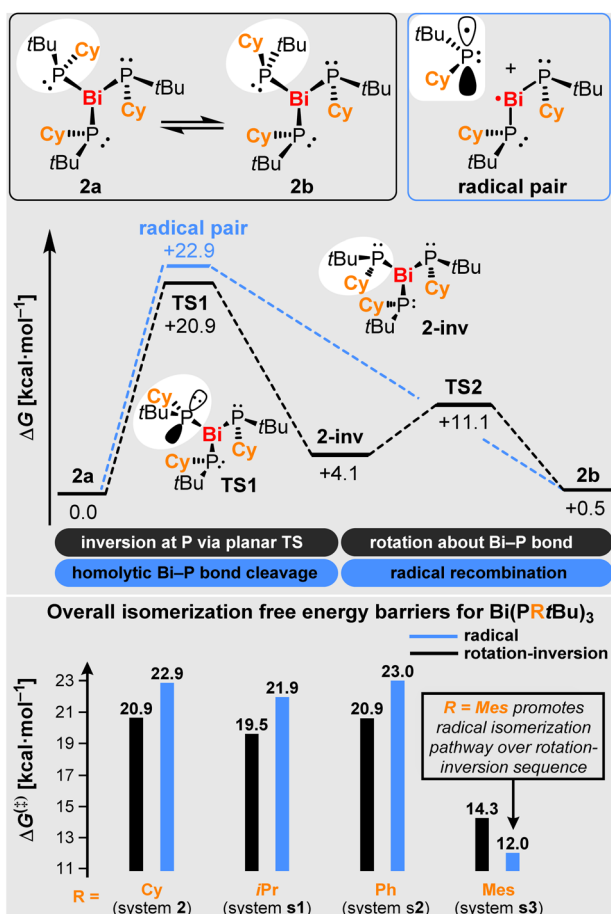 tBu Cy
:P P
tBu
Bi Cy
Cy P:
tBu
2a
Cy tBu
:P P
tBu
Bi Cy
Cy P:
tBu
2b
tBu P: +
Cy •Bi P
tBu
Cy
Cy P:
tBu
radical pair
ΔG [kcal·mol⁻¹]
radical pair
+22.9
TS1
+20.9
tBu P P tBu
Cy Bi Cy
Cy P:
tBu
2-inv
Cy
tBu P P tBu
Bi Cy
Cy P:
tBu TS1
TS2
+11.1
2-inv
+4.1
2a
0.0
2b
+0.5
inversion at P via planar TS
rotation about Bi–P bond
homolytic Bi–P bond cleavage
radical recombination
Overall isomerization free energy barriers for Bi(PRtBu)₃
radical
rotation-inversion
ΔG⁽‡⁾ [kcal·mol⁻¹]
23
21
19
17
15
13
11
20.9 22.9
19.5 21.9
20.9 23.0
14.3 12.0
R = Mes promotes
radical isomerization
pathway over rotation-
inversion sequence
R = Cy iPr Ph Mes
(system 2) (system s1) (system s2) (system s3)